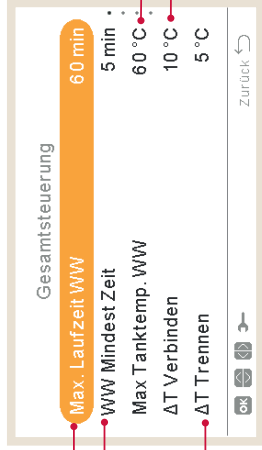 Gesamtsteuerung
Max. Laufzeit WW 60 min
WW Mindest Zeit 5 min
Max Tanktemp. WW 60 °C
ΔT Verbinden 10 °C
ΔT Trennen 5 °C
OK Zurück